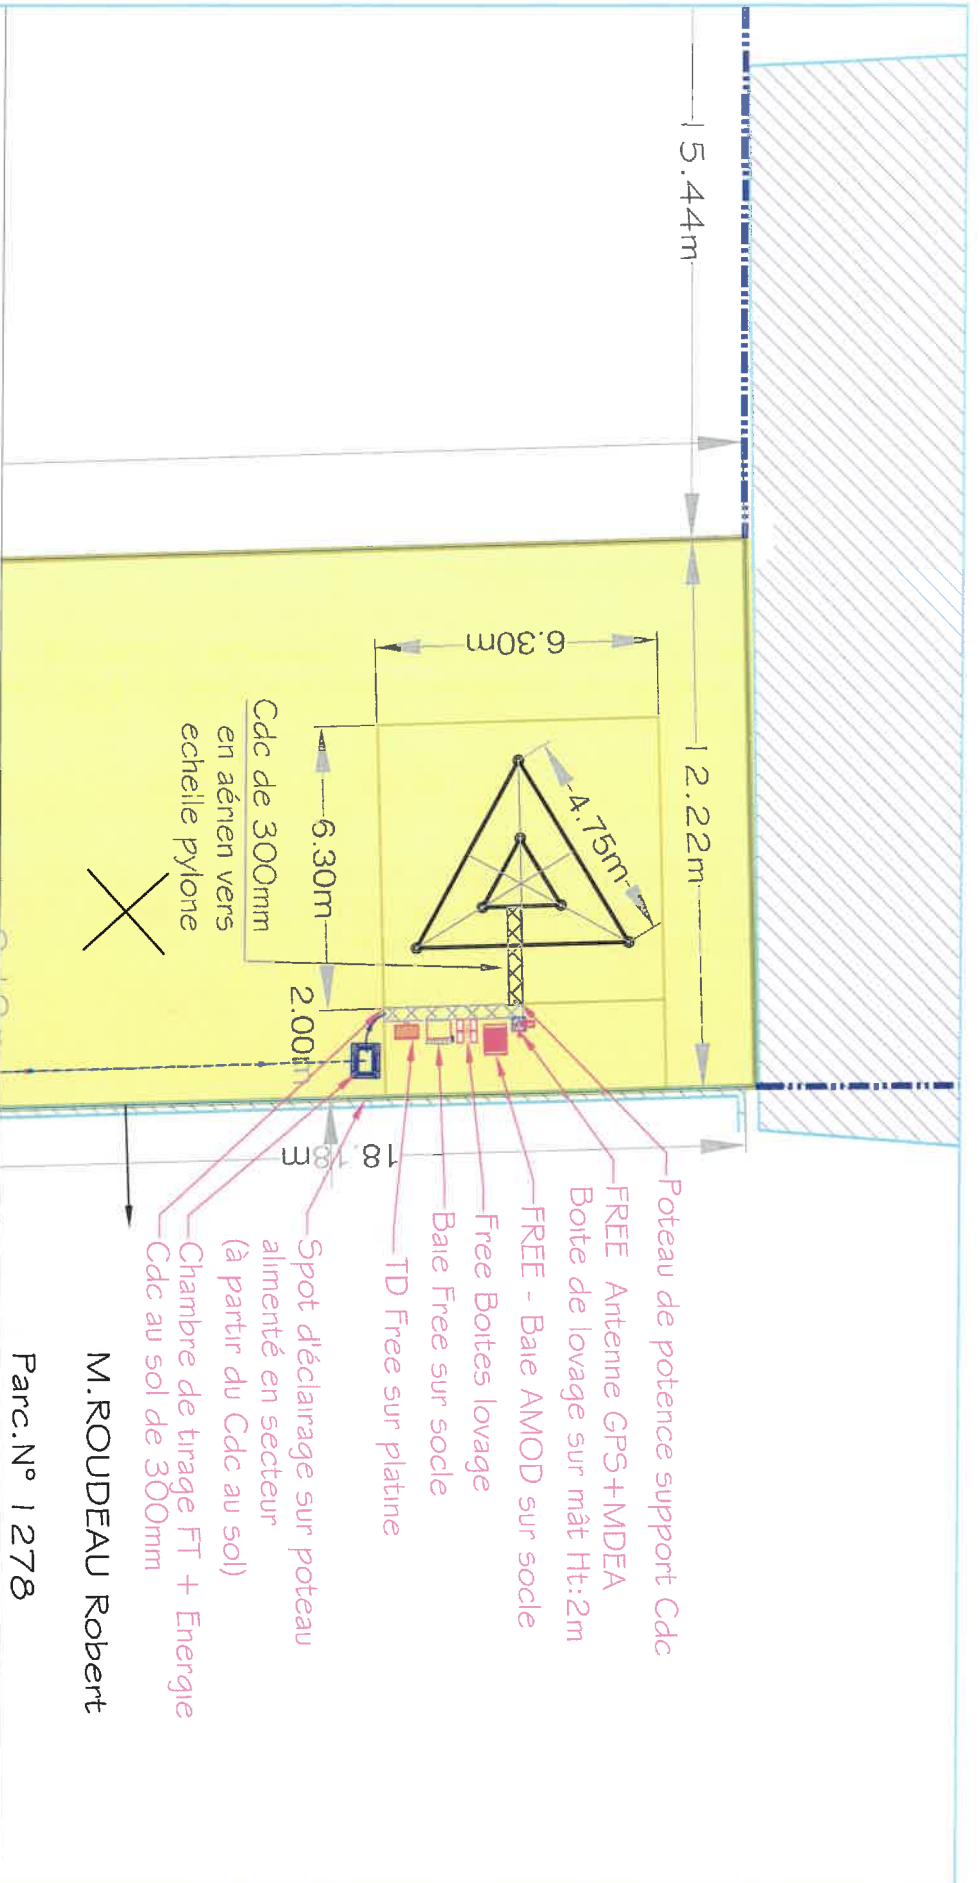 15.44m
12.22m
6.30m
4.75m
6.30m
2.00m
18.18m
Cdc de 300mm
en aérien vers
echelle pylone
Poteau de potence support Cdc
FREE Antenne GPS+MDEA
Boite de lovage sur mât Ht:2m
FREE - Baie AMOD sur socle
Free Boites lovage
Baie Free sur socle
TD Free sur platine
Spot d'éclairage sur poteau
alimenté en secteur
(à partir du Cdc au sol)
Chambre de tirage FT + Energie
Cdc au sol de 300mm
M.ROUDEAU Robert
Parc.N° 1278